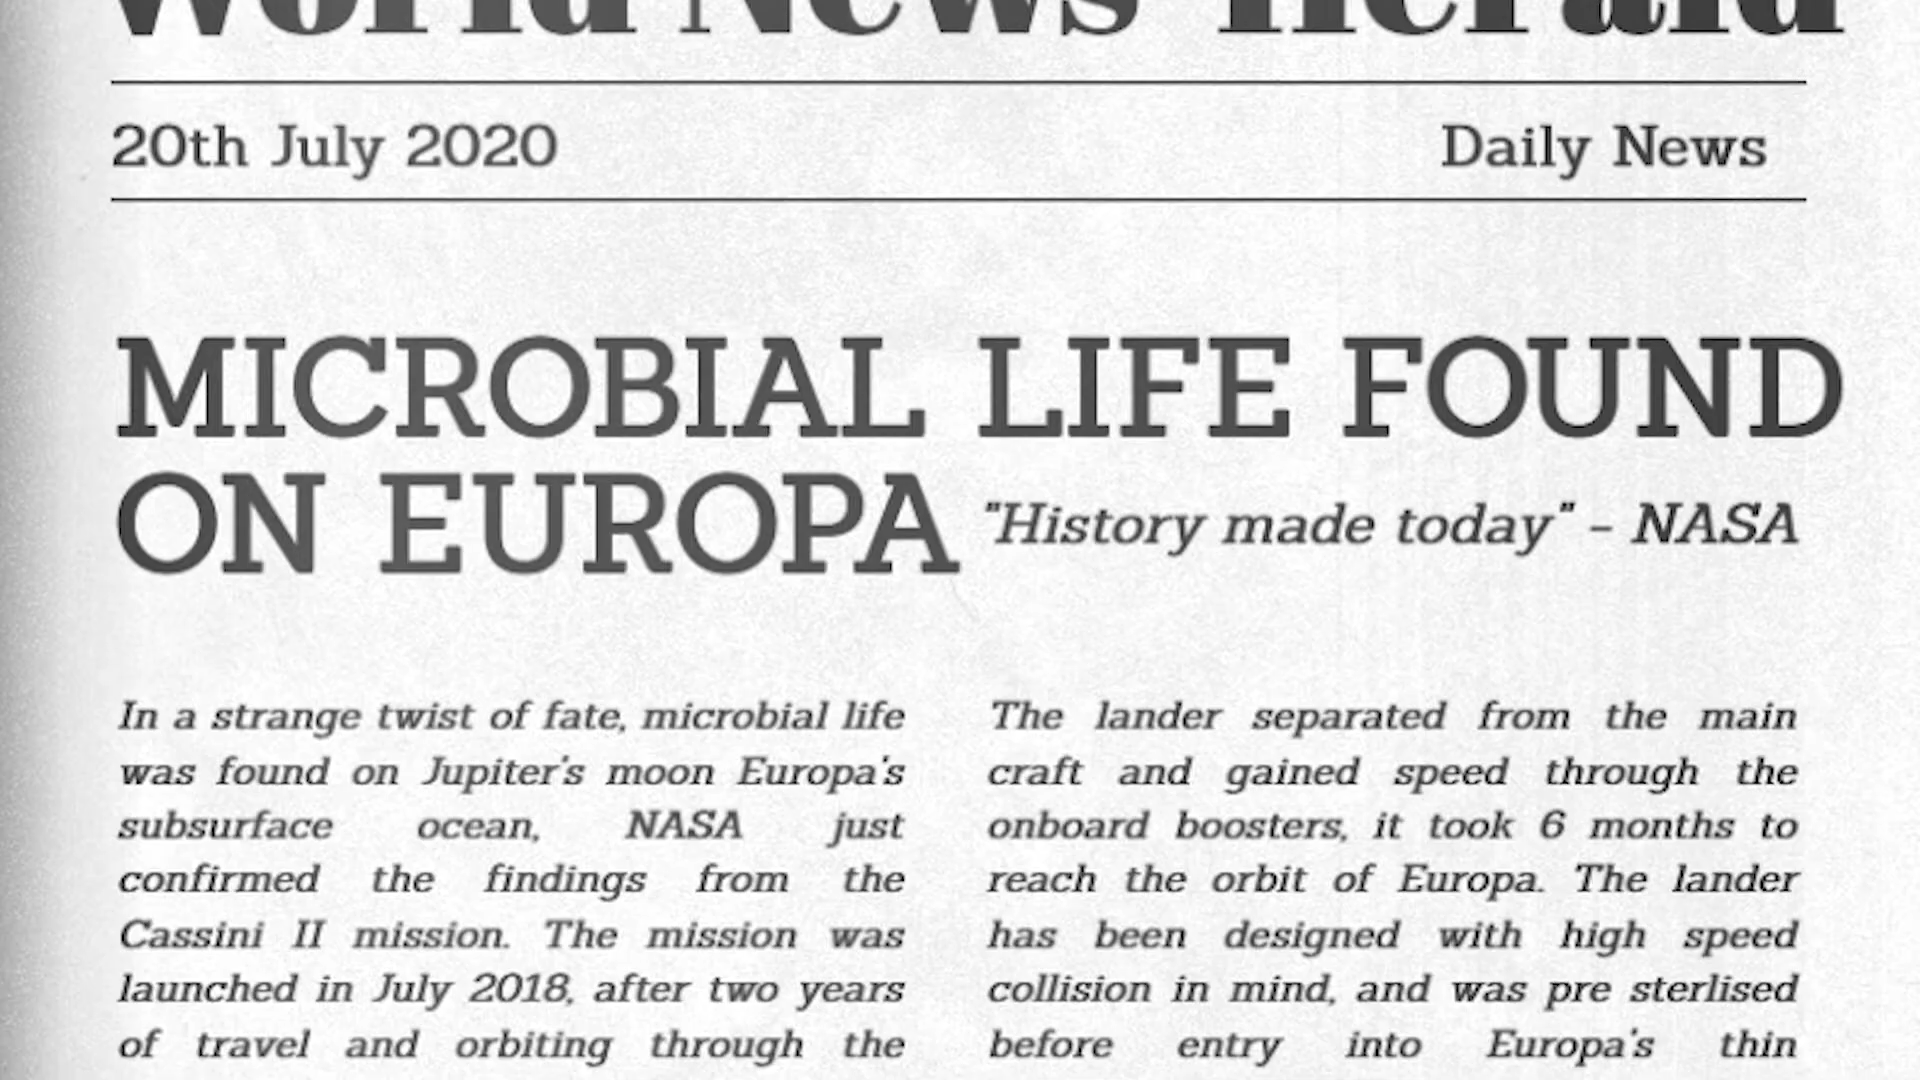 World News Herald
20th July 2020
Daily News
MICROBIAL LIFE FOUND
ON EUROPA
"History made today" - NASA
In a strange twist of fate, microbial life
was found on Jupiter's moon Europa's
subsurface ocean, NASA just
confirmed the findings from the
Cassini II mission. The mission was
launched in July 2018, after two years
of travel and orbiting through the
The lander separated from the main
craft and gained speed through the
onboard boosters, it took 6 months to
reach the orbit of Europa. The lander
has been designed with high speed
collision in mind, and was pre sterlised
before entry into Europa's thin